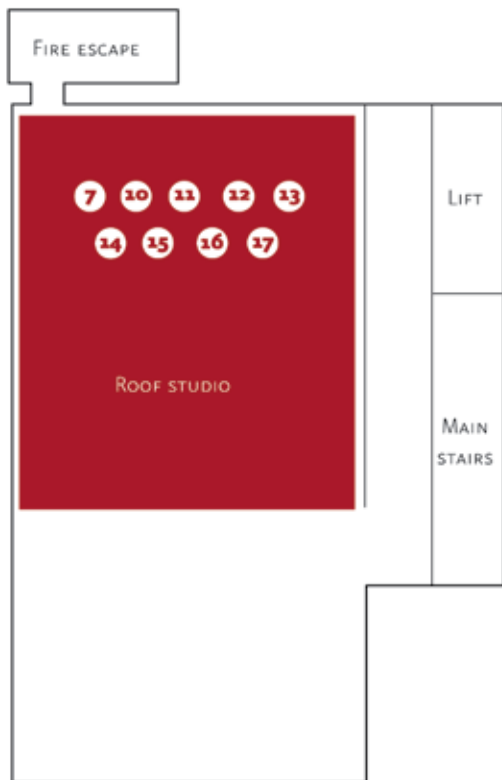 Fire escape
7 10 11 12 13
Lift
14 15 16 17
Roof studio
Main
stairs